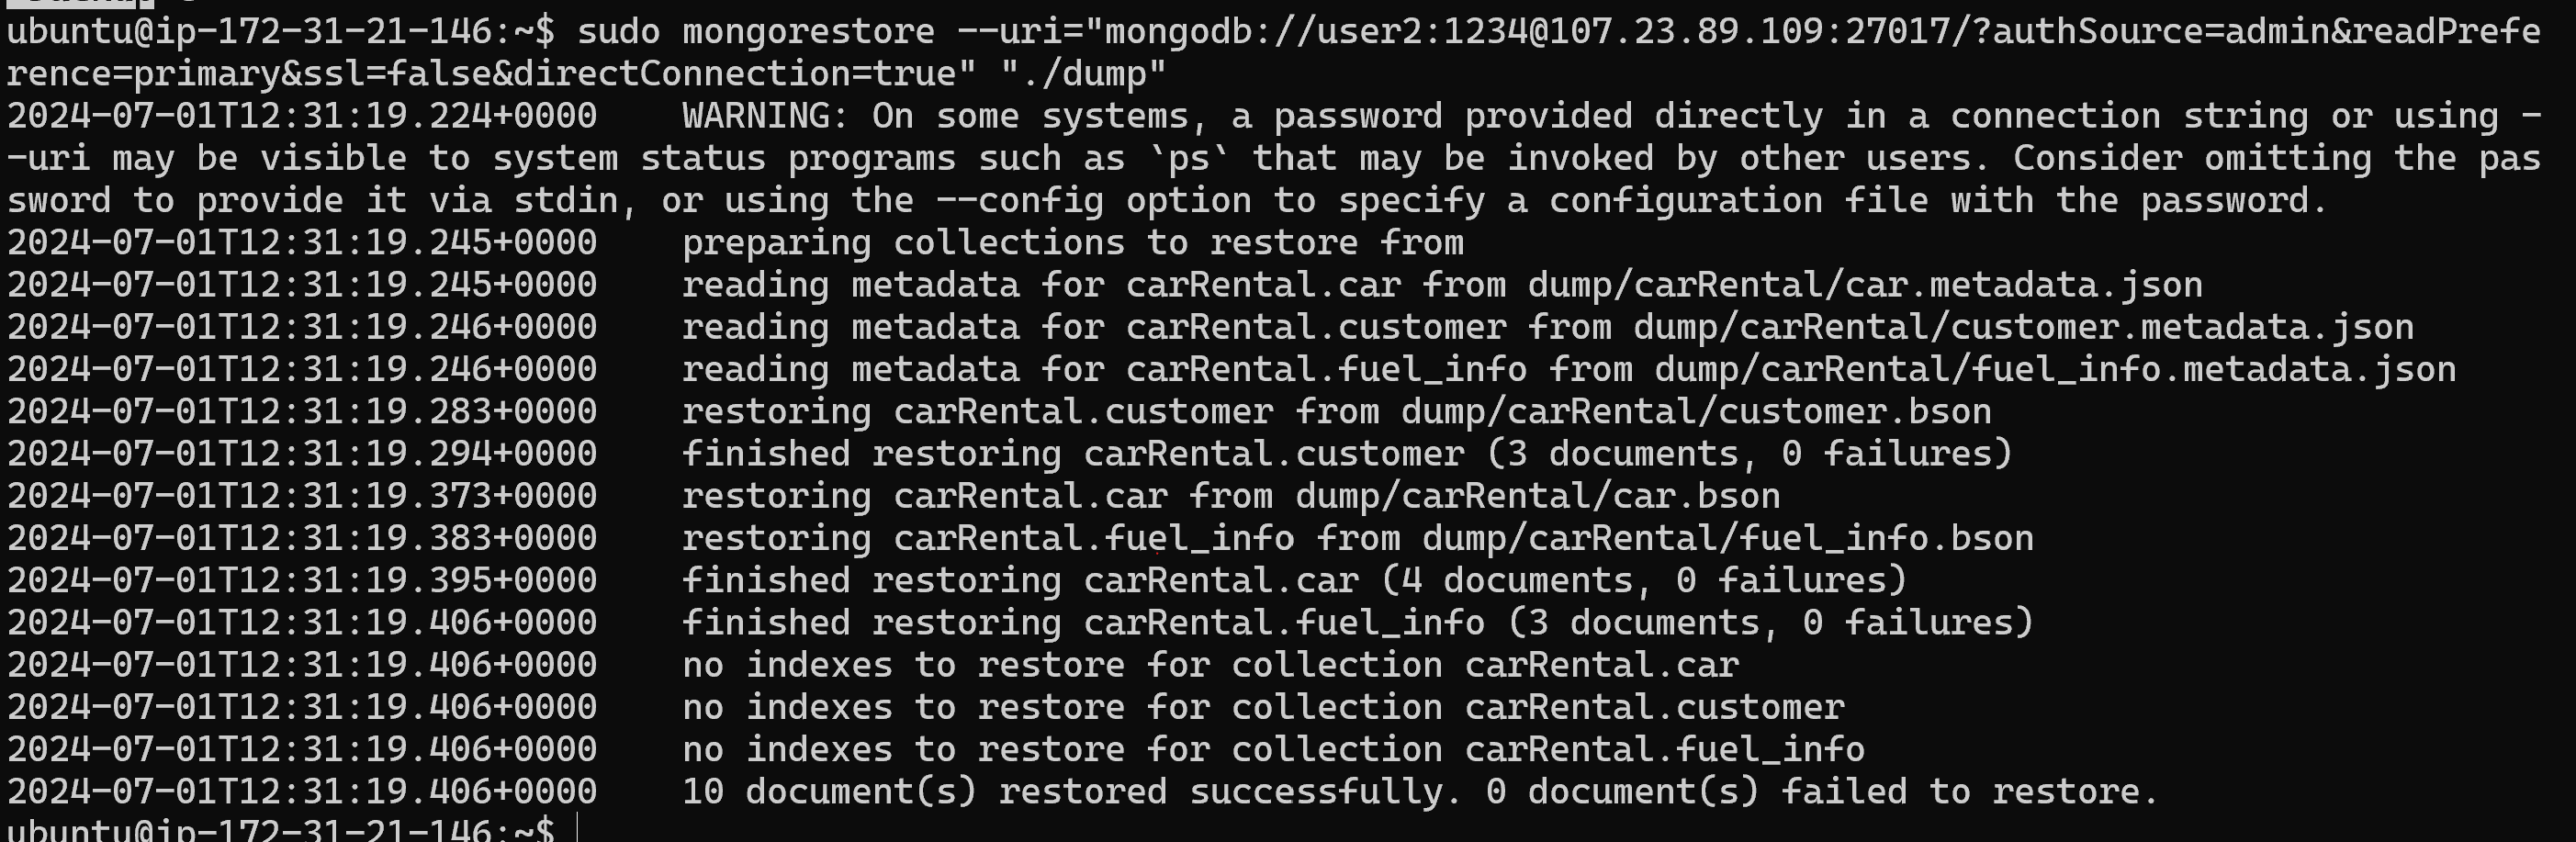 ubuntu@ip-172-31-21-146:~$ sudo mongorestore --uri="mongodb://user2:1234@107.23.89.109:27017/?authSource=admin&readPrefe
rence=primary&ssl=false&directConnection=true" "./dump"
2024-07-01T12:31:19.224+0000    WARNING: On some systems, a password provided directly in a connection string or using -
-uri may be visible to system status programs such as `ps` that may be invoked by other users. Consider omitting the pas
sword to provide it via stdin, or using the --config option to specify a configuration file with the password.
2024-07-01T12:31:19.245+0000    preparing collections to restore from
2024-07-01T12:31:19.245+0000    reading metadata for carRental.car from dump/carRental/car.metadata.json
2024-07-01T12:31:19.246+0000    reading metadata for carRental.customer from dump/carRental/customer.metadata.json
2024-07-01T12:31:19.246+0000    reading metadata for carRental.fuel_info from dump/carRental/fuel_info.metadata.json
2024-07-01T12:31:19.283+0000    restoring carRental.customer from dump/carRental/customer.bson
2024-07-01T12:31:19.294+0000    finished restoring carRental.customer (3 documents, 0 failures)
2024-07-01T12:31:19.373+0000    restoring carRental.car from dump/carRental/car.bson
2024-07-01T12:31:19.383+0000    restoring carRental.fuel_info from dump/carRental/fuel_info.bson
2024-07-01T12:31:19.395+0000    finished restoring carRental.car (4 documents, 0 failures)
2024-07-01T12:31:19.406+0000    finished restoring carRental.fuel_info (3 documents, 0 failures)
2024-07-01T12:31:19.406+0000    no indexes to restore for collection carRental.car
2024-07-01T12:31:19.406+0000    no indexes to restore for collection carRental.customer
2024-07-01T12:31:19.406+0000    no indexes to restore for collection carRental.fuel_info
2024-07-01T12:31:19.406+0000    10 document(s) restored successfully. 0 document(s) failed to restore.
ubuntu@ip-172-31-21-146:~$